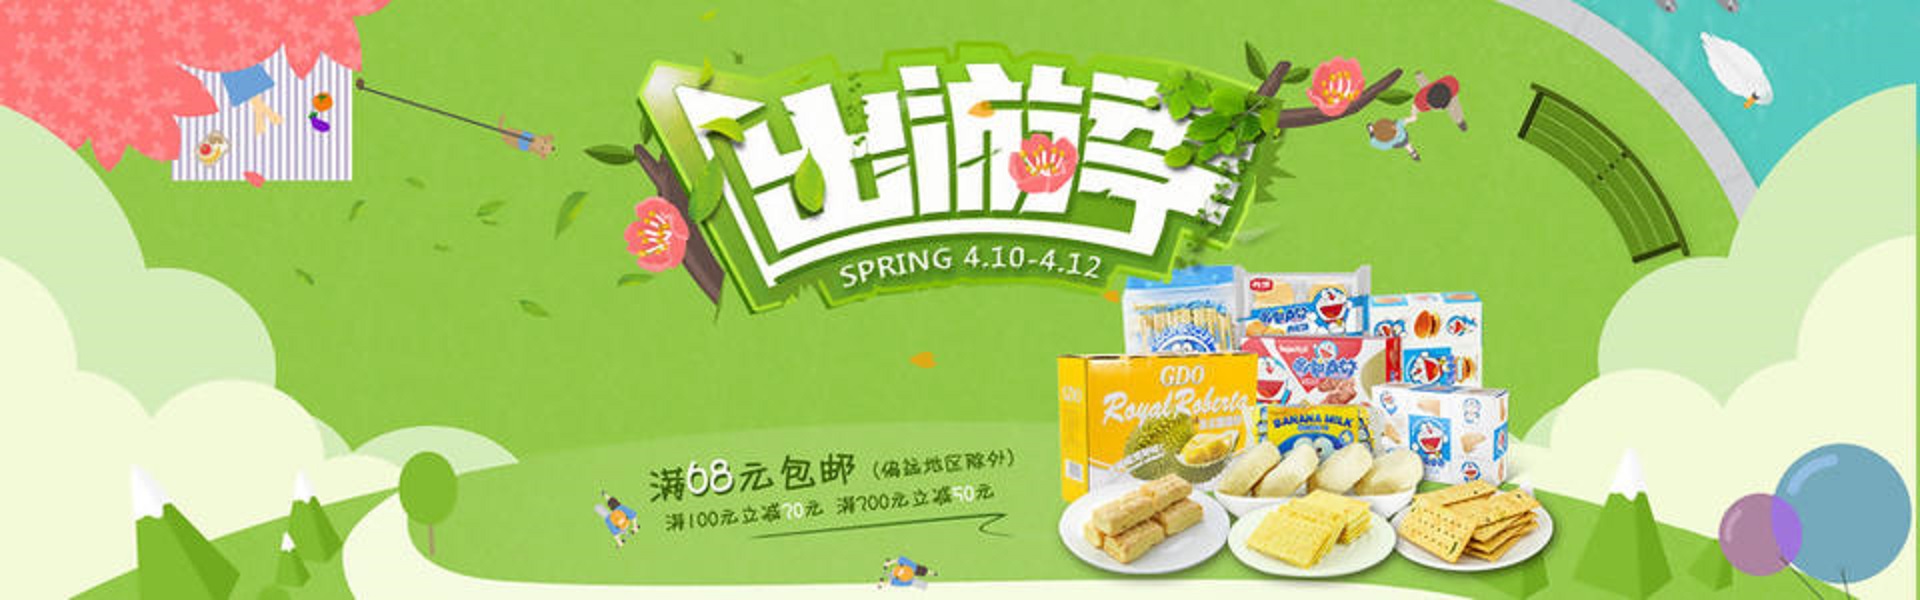 出游季
SPRING 4.10-4.12
满68元包邮（偏远地区除外）
满100元立减20元 满200元立减50元
GDO
Royal Roberto
BANANA MILK